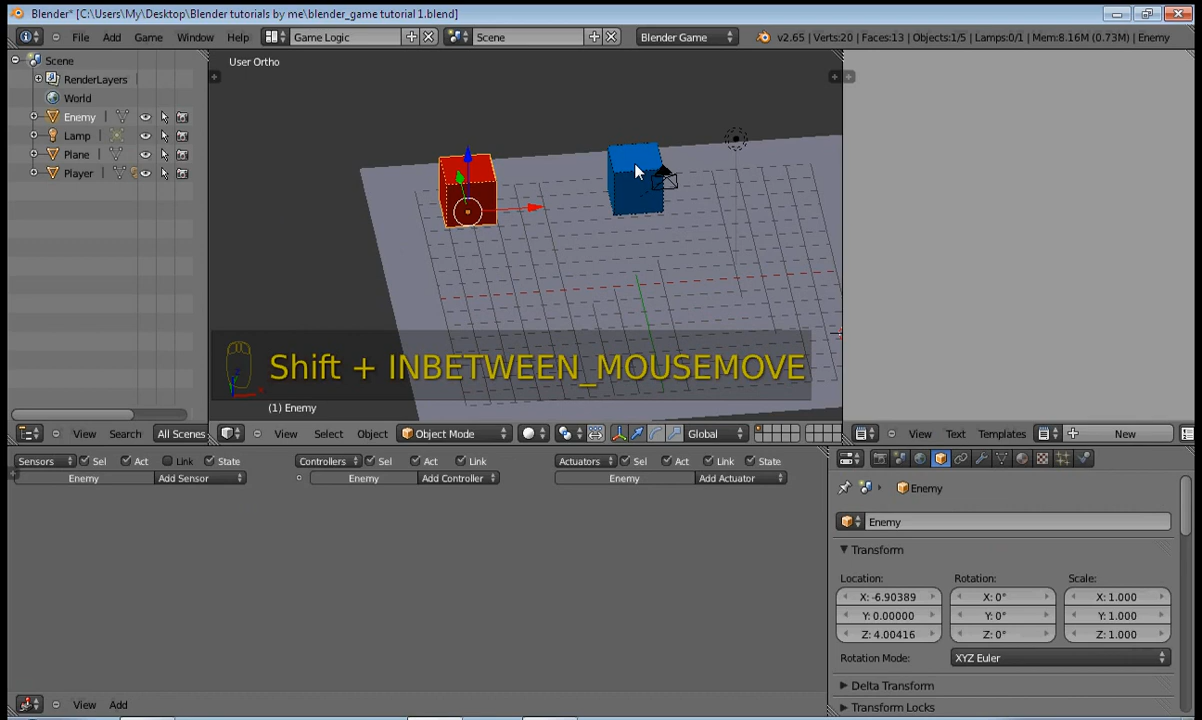 Blender* [C:\Users\My\Desktop\Blender tutorials by me\blender_game tutorial 1.blend]
File Add Game Window Help Game Logic Scene Blender Game v2.65 | Verts:20 | Faces:13 | Objects:1/5 | Lamps:0/1 | Mem:8.16M (0.73M) | Enemy
Scene
RenderLayers
World
Enemy
Lamp
Plane
Player
User Ortho
Shift + INBETWEEN_MOUSEMOVE
(1) Enemy
View Search All Scenes
View Select Object Object Mode Global
View Text Templates New
Sensors Sel Act Link State Controllers Sel Act Link Actuators Sel Act Link State
Enemy Add Sensor Enemy Add Controller Enemy Add Actuator
Enemy
Enemy
Transform
Location: Rotation: Scale:
X: -6.90389 X: 0° X: 1.000
Y: 0.00000 Y: 0° Y: 1.000
Z: 4.00416 Z: 0° Z: 1.000
Rotation Mode: XYZ Euler
Delta Transform
Transform Locks
View Add